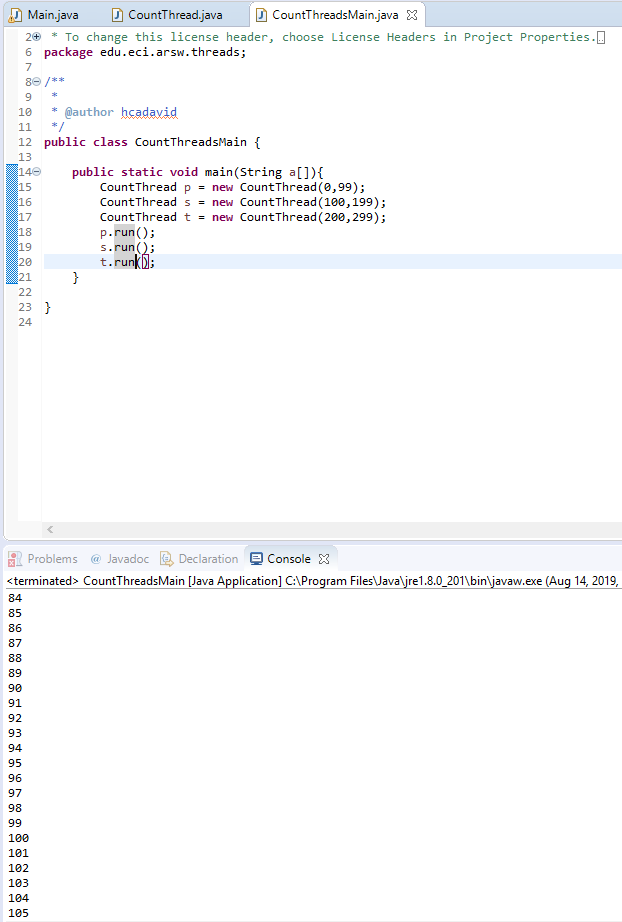 Main.java CountThread.java CountThreadsMain.java
2 * To change this license header, choose License Headers in Project Properties.
6 package edu.eci.arsw.threads;
7
8 /**
9 *
10 * @author hcadavid
11 */
12 public class CountThreadsMain {
13
14 public static void main(String a[]){
15 CountThread p = new CountThread(0,99);
16 CountThread s = new CountThread(100,199);
17 CountThread t = new CountThread(200,299);
18 p.run();
19 s.run();
20 t.run();
21 }
22
23 }
24
Problems @ Javadoc Declaration Console
<terminated> CountThreadsMain [Java Application] C:\Program Files\Java\jre1.8.0_201\bin\javaw.exe (Aug 14, 2019,
84
85
86
87
88
89
90
91
92
93
94
95
96
97
98
99
100
101
102
103
104
105